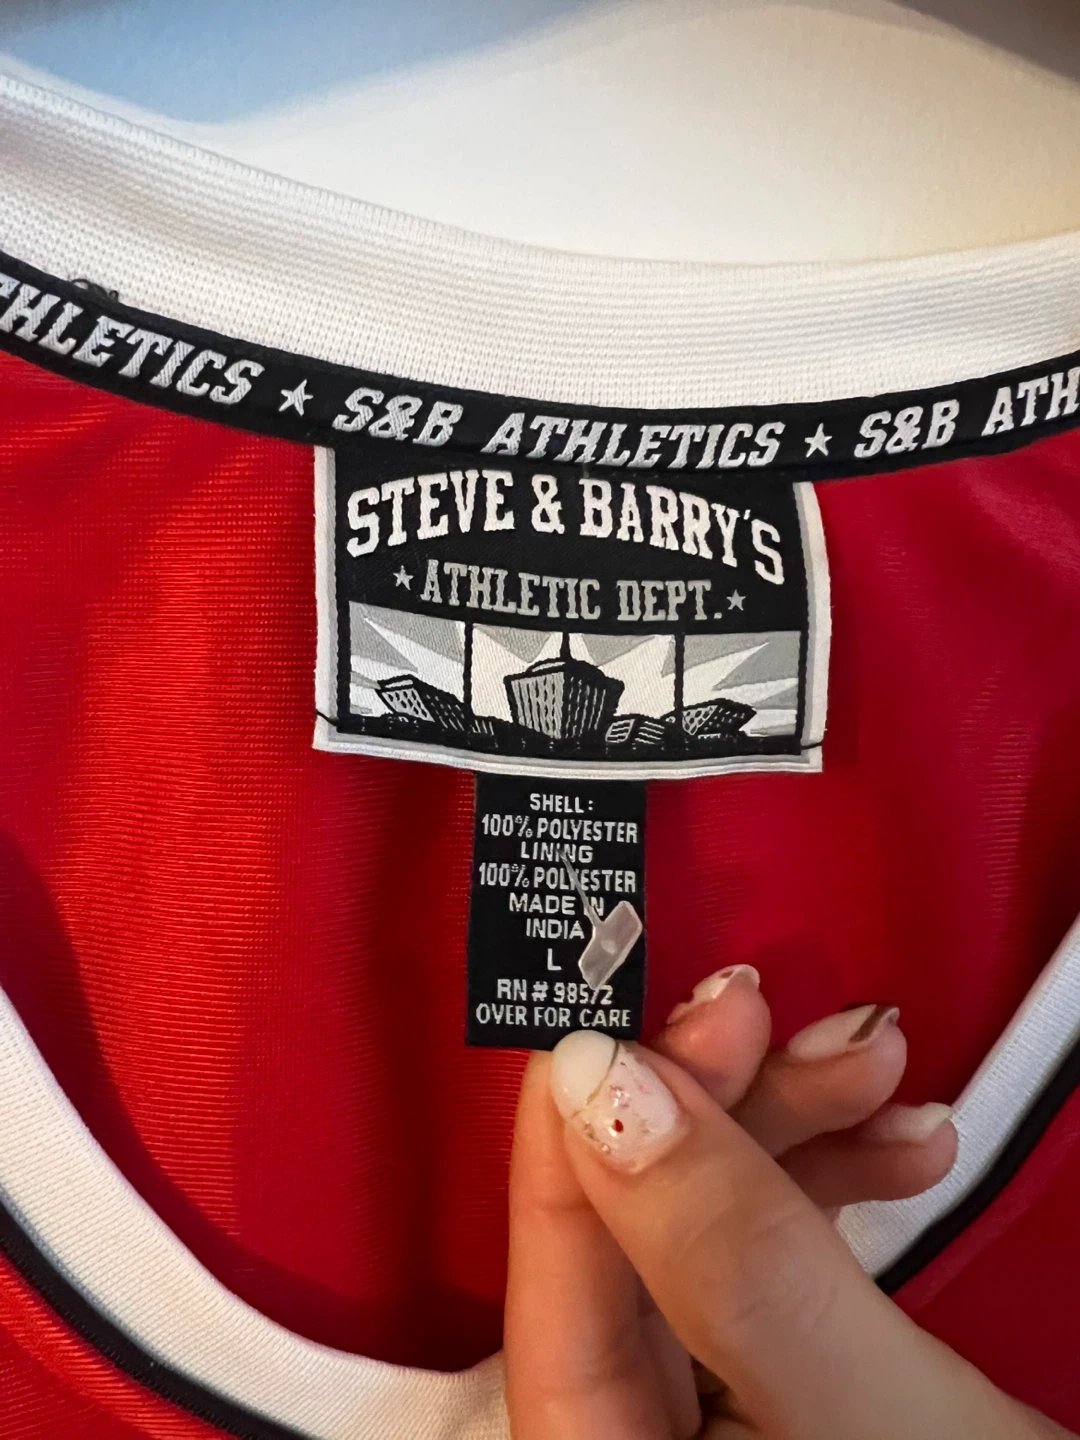 THLETICS ★ S&B ATHLETICS ★ S&B ATH
STEVE & BARRY'S
★ ATHLETIC DEPT. ★
SHELL:
100% POLYESTER
LINING
100% POLYESTER
MADE IN
INDIA
L
RN # 98572
OVER FOR CARE